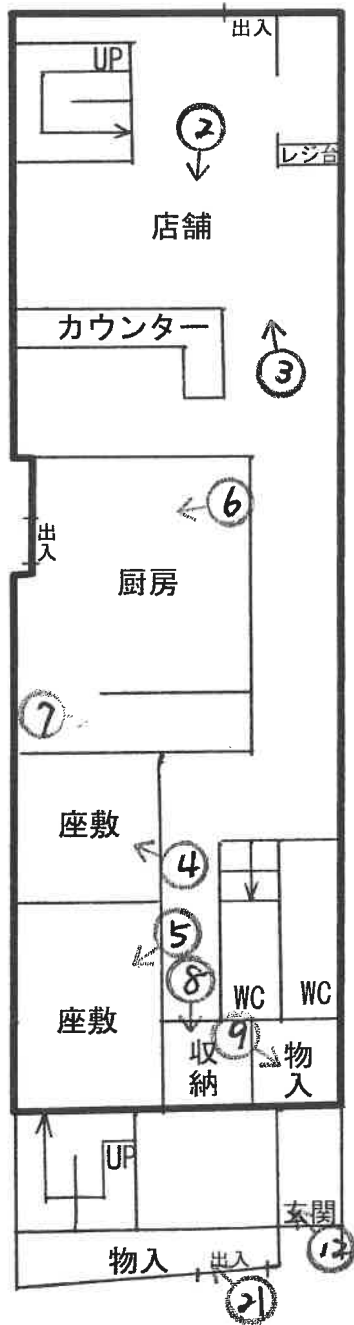 出入
UP
②
レジ台
店舗
カウンター
③
⑥
出入
厨房
⑦
座敷
④
⑤
座敷
⑧
WC
WC
⑨
収納
物入
UP
玄関
⑫
物入
出入
㉑